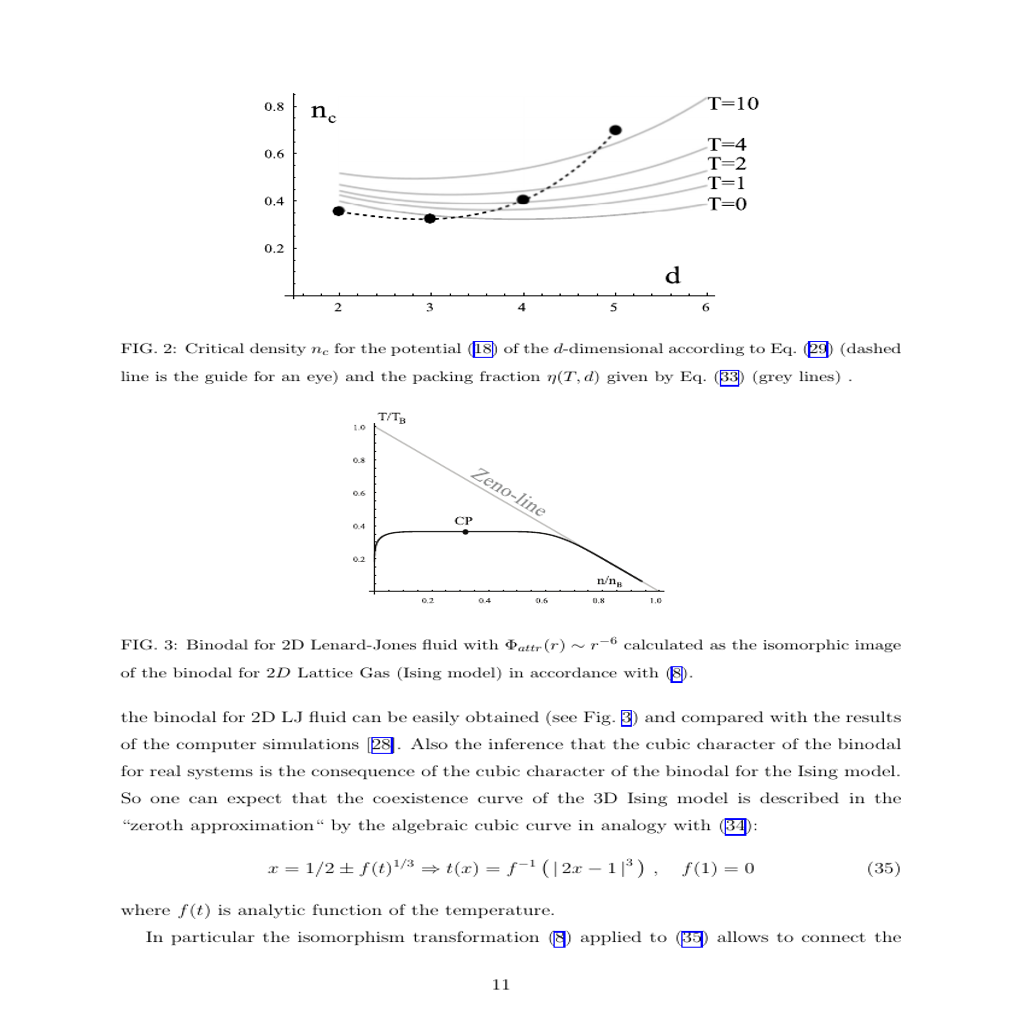 0.8
n_c
T=10
0.6
T=4
T=2
0.4
T=1
T=0
0.2
d
2 3 4 5 6
FIG. 2: Critical density n_c for the potential (18) of the d-dimensional according to Eq. (29) (dashed
line is the guide for an eye) and the packing fraction η(T, d) given by Eq. (33) (grey lines) .
T/T_B
1.0
0.8
Zeno-line
0.6
CP
0.4
0.2
n/n_B
0.2 0.4 0.6 0.8 1.0
FIG. 3: Binodal for 2D Lenard-Jones fluid with Φ_attr(r) ∼ r^−6 calculated as the isomorphic image
of the binodal for 2D Lattice Gas (Ising model) in accordance with (8).
the binodal for 2D LJ fluid can be easily obtained (see Fig. 3) and compared with the results
of the computer simulations [28]. Also the inference that the cubic character of the binodal
for real systems is the consequence of the cubic character of the binodal for the Ising model.
So one can expect that the coexistence curve of the 3D Ising model is described in the
“zeroth approximation“ by the algebraic cubic curve in analogy with (34):
x = 1/2 ± f(t)^1/3 ⇒ t(x) = f^−1 ( | 2x − 1 |^3 ) , f(1) = 0 (35)
where f(t) is analytic function of the temperature.
In particular the isomorphism transformation (8) applied to (35) allows to connect the
11